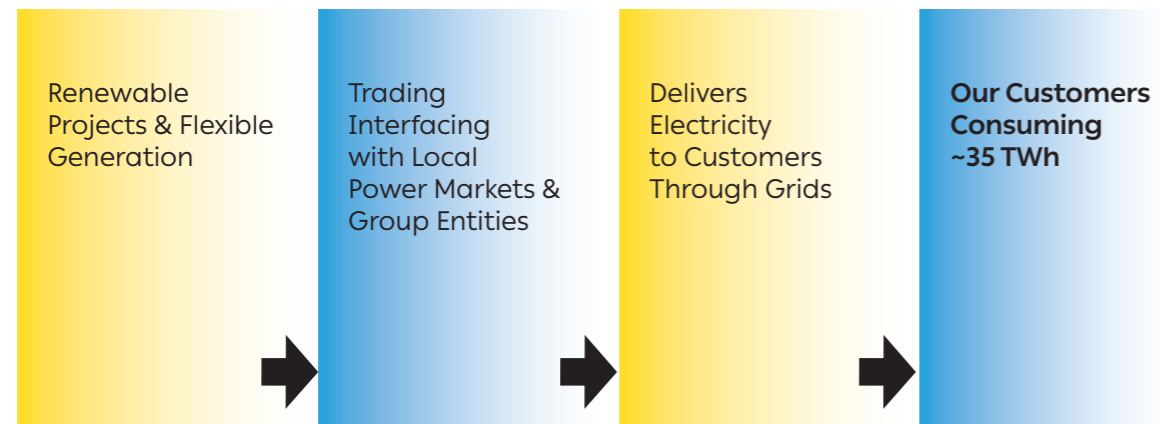 Renewable
Projects & Flexible
Generation
Trading
Interfacing
with Local
Power Markets &
Group Entities
Delivers
Electricity
to Customers
Through Grids
Our Customers
Consuming
~35 TWh